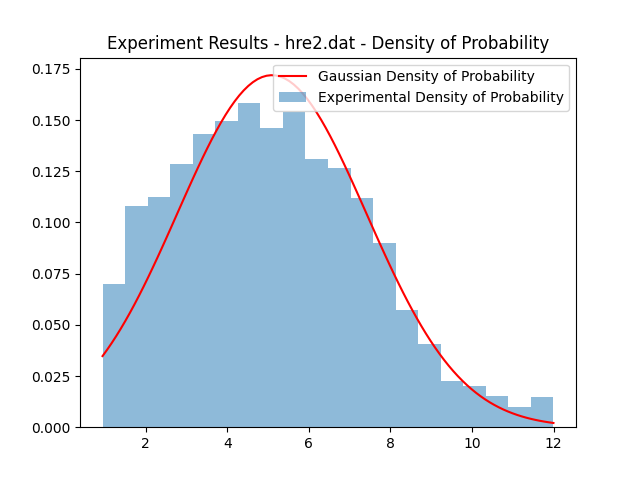 Experiment Results - hre2.dat - Density of Probability
Gaussian Density of Probability
Experimental Density of Probability
0.175
0.150
0.125
0.100
0.075
0.050
0.025
0.000
2 4 6 8 10 12